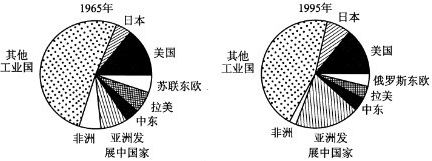 1965年
日本
美国
苏联东欧
拉美
中东
亚洲发
展中国家
非洲
其他
工业国
1995年
日本
美国
俄罗斯东欧
拉美
中东
亚洲发
展中国家
非洲
其他
工业国